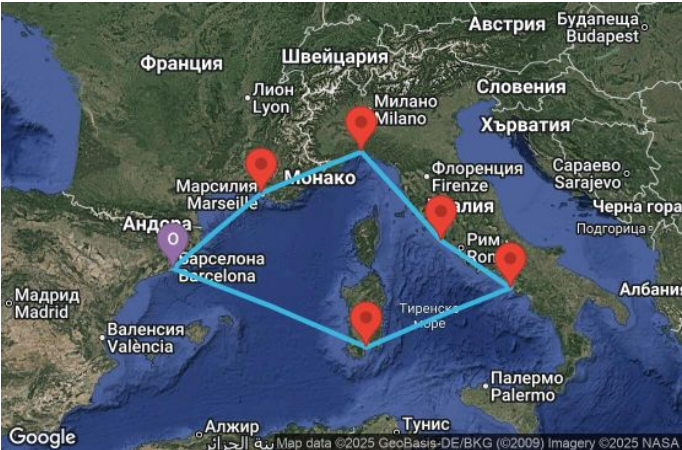 Австрия
Будапеща
Budapest
Франция
Швейцария
Лион
Lyon
Милано
Milano
Словения
Хърватия
Марсилия
Marseille
Монако
Флоренция
Firenze
Сараево
Sarajevo
Андора
алия
Черна гора
Подгорица
Рим
Барселона
Barcelona
Мадрид
Madrid
Албания
Тиренско
море
Валенсия
València
Палермо
Palermo
Алжир
Тунис
Google
Map data ©2025 GeoBasis-DE/BKG (©2009) Imagery ©2025 NASA
O